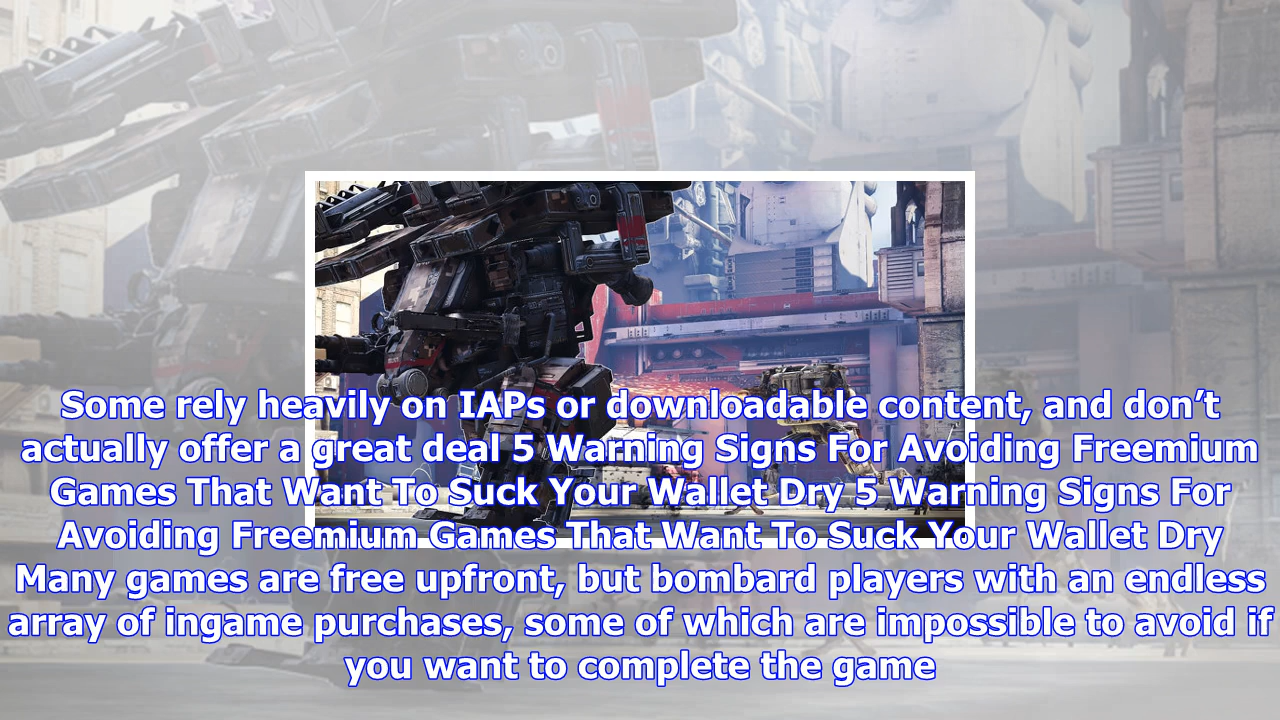 Some rely heavily on IAPs or downloadable content, and don’t
actually offer a great deal 5 Warning Signs For Avoiding Freemium
Games That Want To Suck Your Wallet Dry 5 Warning Signs For
Avoiding Freemium Games That Want To Suck Your Wallet Dry
Many games are free upfront, but bombard players with an endless
array of ingame purchases, some of which are impossible to avoid if
you want to complete the game